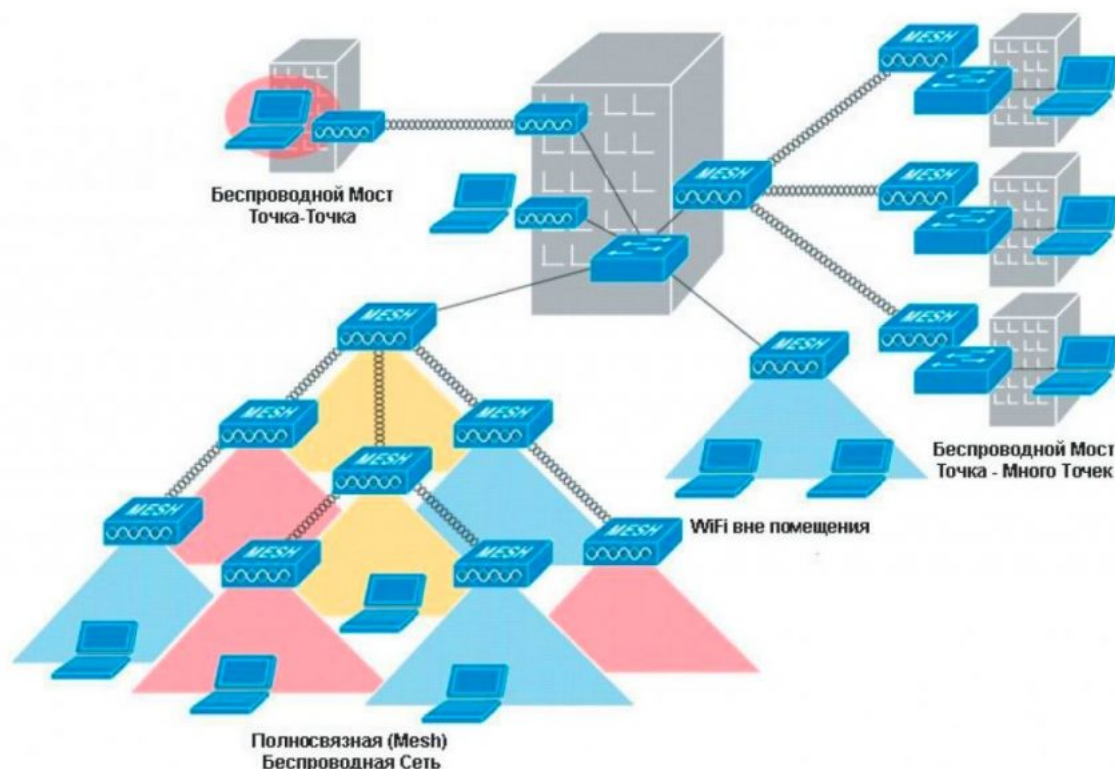 MESH
MESH
Беспроводной Мост
Точка-Точка
MESH
MESH
MESH
MESH
MESH
MESH
MESH
Беспроводной Мост
Точка - Много Точек
MESH
MESH
WiFi вне помещения
MESH
MESH
MESH
Полносвязная (Mesh)
Беспроводная Сеть